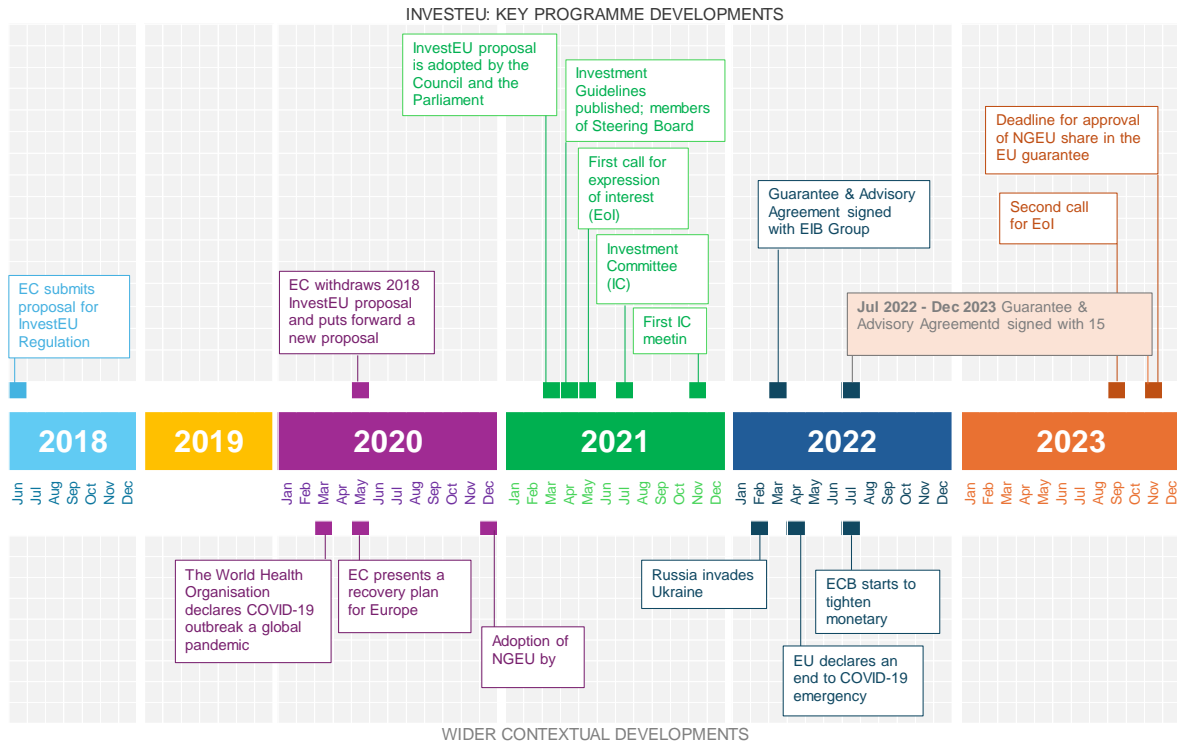 INVESTEU: KEY PROGRAMME DEVELOPMENTS
EC submits
proposal for
InvestEU
Regulation
EC withdraws 2018
InvestEU proposal
and puts forward a
new proposal
InvestEU proposal
is adopted by the
Council and the
Parliament
Investment
Guidelines
published; members
of Steering Board
First call for
expression
of interest
(EoI)
Investment
Committee
(IC)
First IC
meetin
Guarantee & Advisory
Agreement signed
with EIB Group
Jul 2022 - Dec 2023 Guarantee &
Advisory Agreementd signed with 15
Second call
for EoI
Deadline for approval
of NGEU share in the
EU guarantee
2018
2019
2020
2021
2022
2023
Jun
Jul
Aug
Sep
Oct
Nov
Dec
Jan
Feb
Mar
Apr
May
Jun
Jul
Aug
Sep
Oct
Nov
Dec
Jan
Feb
Mar
Apr
May
Jun
Jul
Aug
Sep
Oct
Nov
Dec
Jan
Feb
Mar
Apr
May
Jun
Jul
Aug
Sep
Oct
Nov
Dec
Jan
Feb
Mar
Apr
May
Jun
Jul
Aug
Sep
Oct
Nov
Dec
The World Health
Organisation
declares COVID-19
outbreak a global
pandemic
EC presents a
recovery plan
for Europe
Adoption of
NGEU by
Russia invades
Ukraine
EU declares an
end to COVID-19
emergency
ECB starts to
tighten
monetary
WIDER CONTEXTUAL DEVELOPMENTS